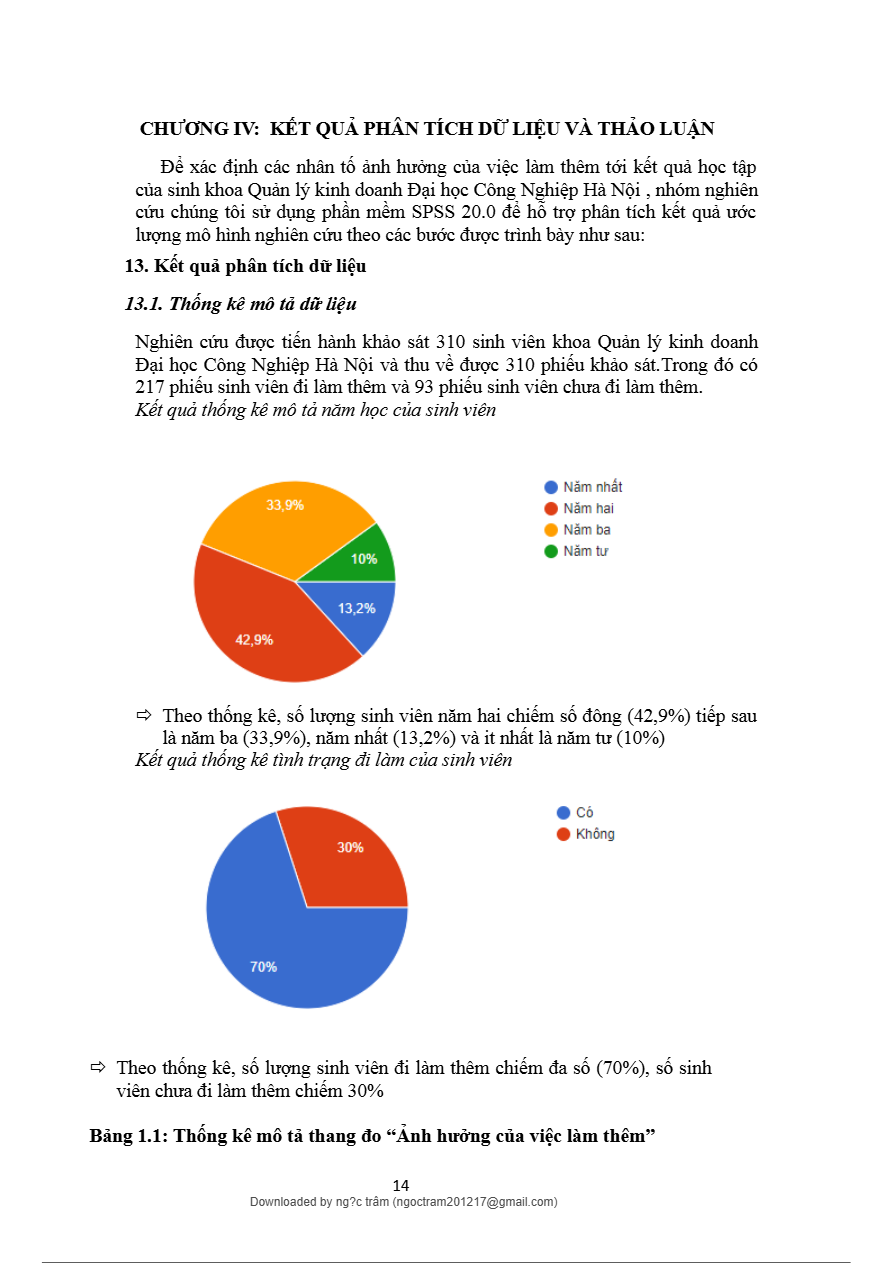 CHƯƠNG IV: KẾT QUẢ PHÂN TÍCH DỮ LIỆU VÀ THẢO LUẬN
Để xác định các nhân tố ảnh hưởng của việc làm thêm tới kết quả học tập
của sinh khoa Quản lý kinh doanh Đại học Công Nghiệp Hà Nội , nhóm nghiên
cứu chúng tôi sử dụng phần mềm SPSS 20.0 để hỗ trợ phân tích kết quả ước
lượng mô hình nghiên cứu theo các bước được trình bày như sau:
13. Kết quả phân tích dữ liệu
13.1. Thống kê mô tả dữ liệu
Nghiên cứu được tiến hành khảo sát 310 sinh viên khoa Quản lý kinh doanh
Đại học Công Nghiệp Hà Nội và thu về được 310 phiếu khảo sát.Trong đó có
217 phiếu sinh viên đi làm thêm và 93 phiếu sinh viên chưa đi làm thêm.
Kết quả thống kê mô tả năm học của sinh viên
33,9%
10%
13,2%
42,9%
Năm nhất
Năm hai
Năm ba
Năm tư
⇨ Theo thống kê, số lượng sinh viên năm hai chiếm số đông (42,9%) tiếp sau
là năm ba (33,9%), năm nhất (13,2%) và it nhất là năm tư (10%)
Kết quả thống kê tình trạng đi làm của sinh viên
30%
70%
Có
Không
⇨ Theo thống kê, số lượng sinh viên đi làm thêm chiếm đa số (70%), số sinh
viên chưa đi làm thêm chiếm 30%
Bảng 1.1: Thống kê mô tả thang đo “Ảnh hưởng của việc làm thêm”
14
Downloaded by ng?c trâm (ngoctram201217@gmail.com)